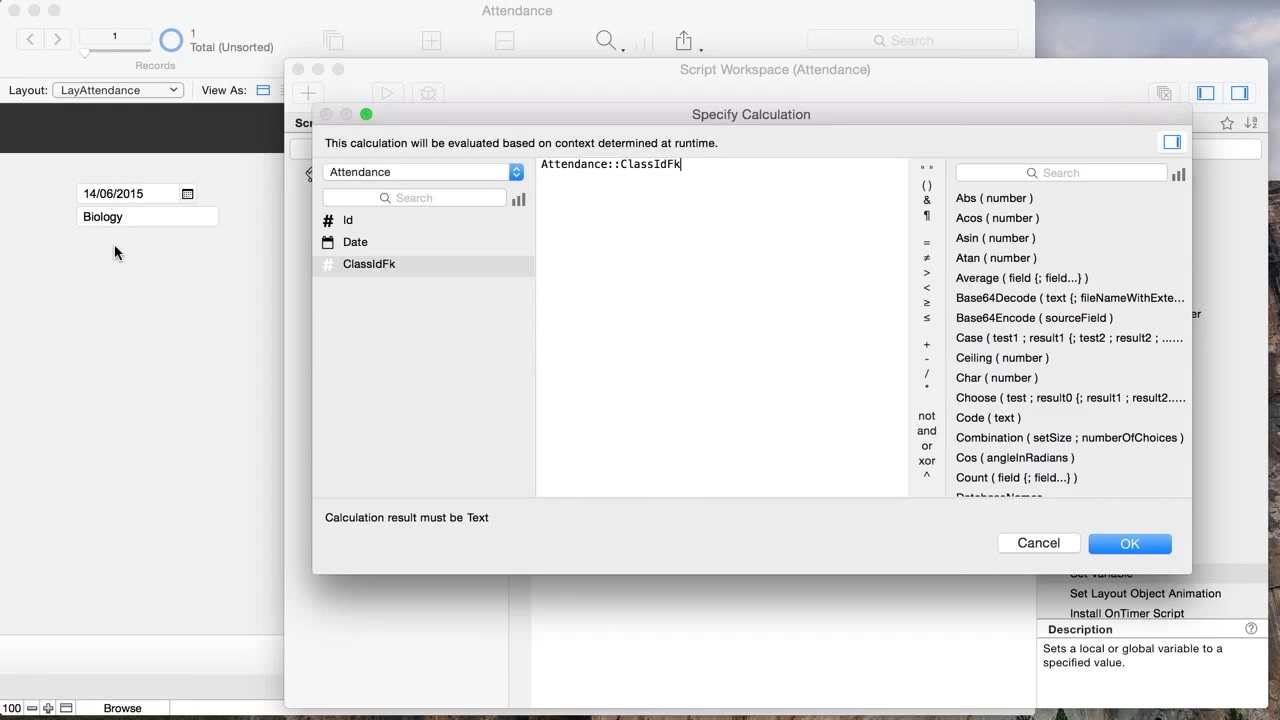 Attendance
1
1
Total (Unsorted)
Search
Records
Layout: LayAttendance View As:
Script Workspace (Attendance)
Scr
Specify Calculation
This calculation will be evaluated based on context determined at runtime.
Attendance
Search
# Id
Date
# ClassIdFk
Attendance::ClassIdFk
" "
( )
&
¶
=
≠
>
<
≥
≤
+
-
/
*
not
and
or
xor
^
Search
Abs ( number )
Acos ( number )
Asin ( number )
Atan ( number )
Average ( field {; field...} )
Base64Decode ( text {; fileNameWithExte...
Base64Encode ( sourceField )
Case ( test1 ; result1 {; test2 ; result2 ; ......
Ceiling ( number )
Char ( number )
Choose ( test ; result0 {; result1 ; result2.....
Code ( text )
Combination ( setSize ; numberOfChoices )
Cos ( angleInRadians )
Count ( field {; field...} )
Calculation result must be Text
Cancel
OK
14/06/2015
Biology
er
Set Variable
Set Layout Object Animation
Install OnTimer Script
Description
Sets a local or global variable to a
specified value.
100
Browse